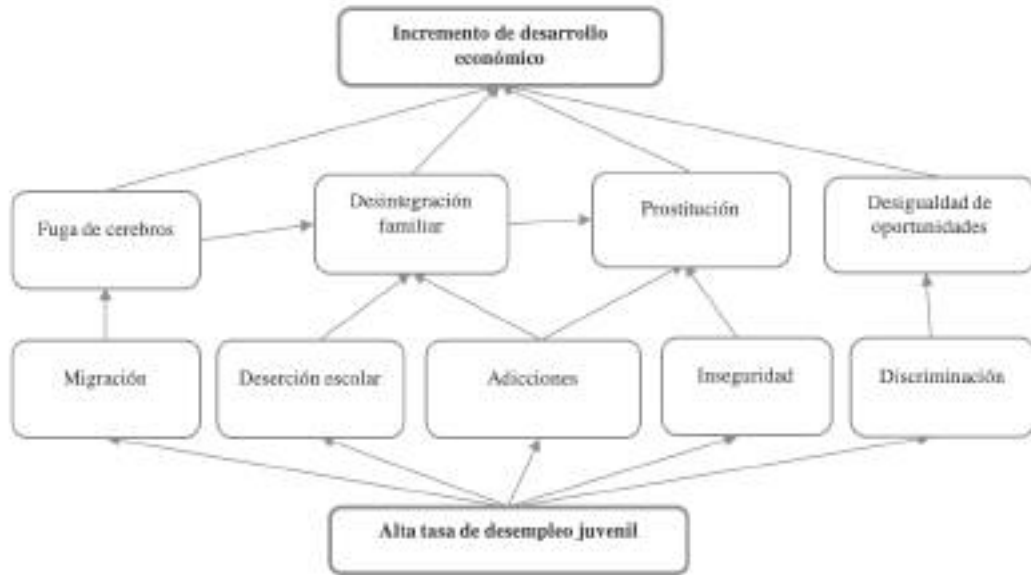 Incremento de desarrollo
económico
Fuga de cerebros
Desintegración
familiar
Prostitución
Desigualdad de
oportunidades
Migración
Deserción escolar
Adicciones
Inseguridad
Discriminación
Alta tasa de desempleo juvenil